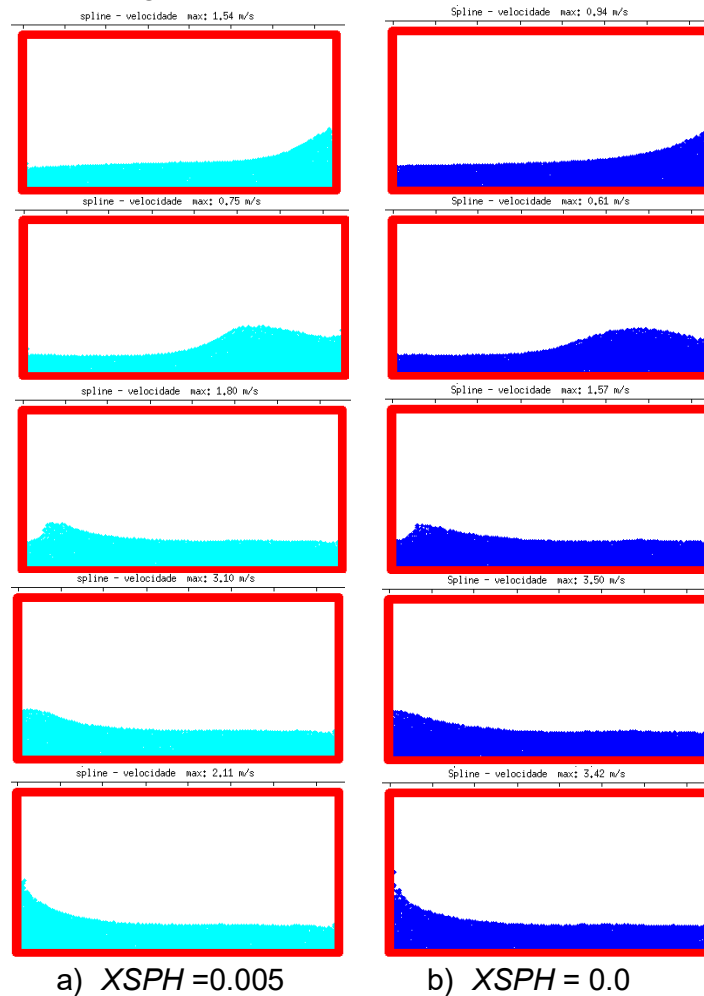 spline - velocidade max: 1.54 m/s
Spline - velocidade max: 0.94 m/s
spline - velocidade max: 0.75 m/s
Spline - velocidade max: 0.61 m/s
spline - velocidade max: 1.80 m/s
Spline - velocidade max: 1.57 m/s
spline - velocidade max: 3.10 m/s
Spline - velocidade max: 3.50 m/s
spline - velocidade max: 2.11 m/s
Spline - velocidade max: 3.42 m/s
a) XSPH =0.005
b) XSPH = 0.0